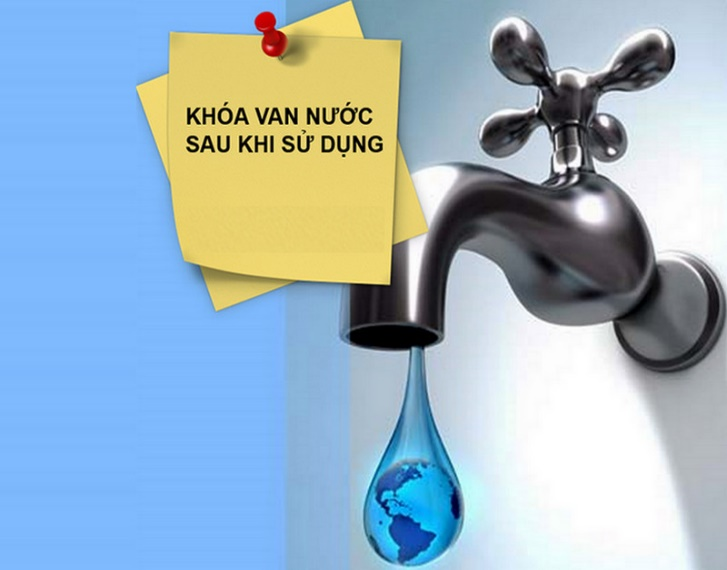 KHÓA VAN NƯỚC
SAU KHI SỬ DỤNG